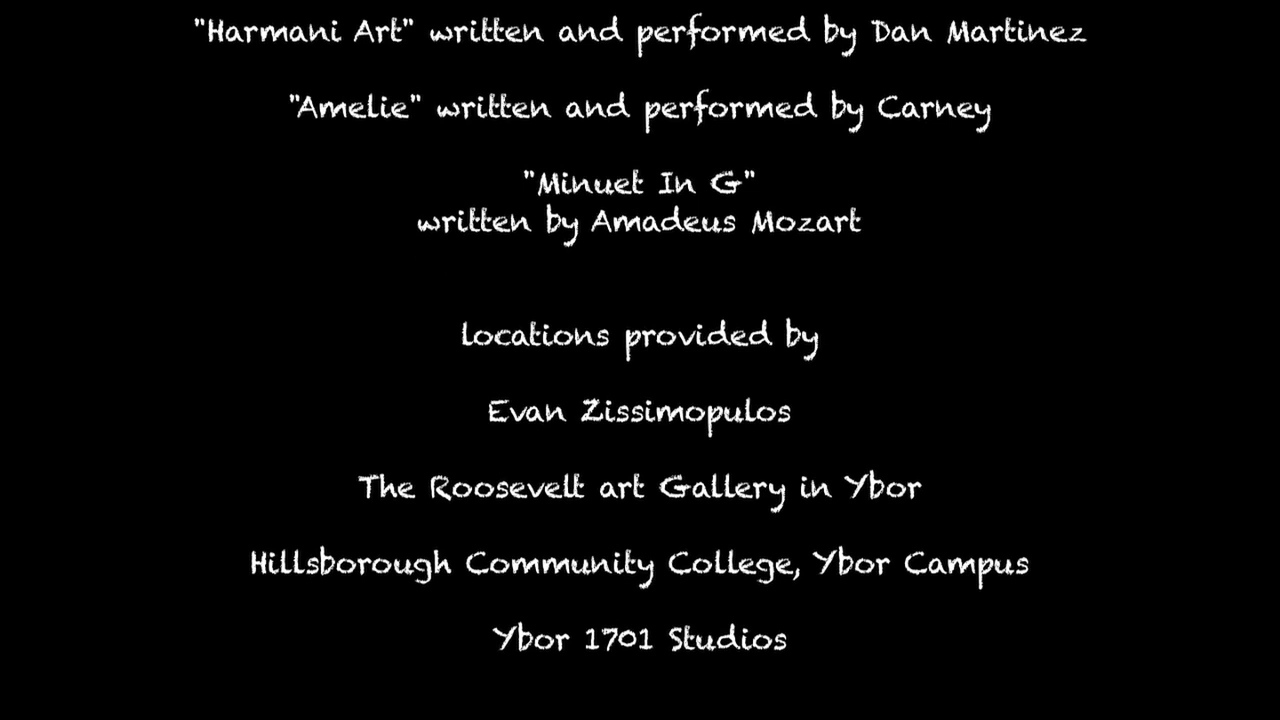 "Harmani Art" written and performed by Dan Martinez
"Amelie" written and performed by Carney
"Minuet In G"
written by Amadeus Mozart
locations provided by
Evan Zissimopulos
The Roosevelt art Gallery in Ybor
Hillsborough Community College, Ybor Campus
Ybor 1701 Studios